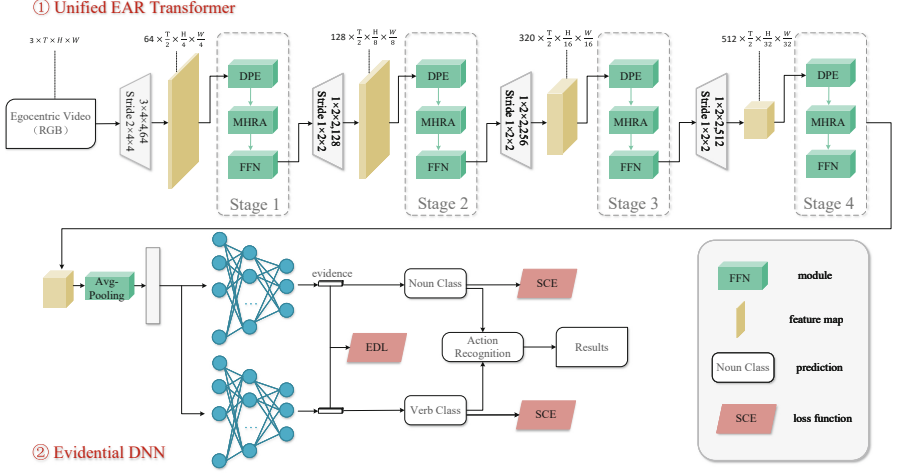 ① Unified EAR Transformer
3 × T × H × W
64 × T/2 × H/4 × W/4
128 × T/2 × H/8 × W/8
320 × T/2 × H/16 × W/16
512 × T/2 × H/32 × W/32
Egocentric Video
（RGB）
3×4×4,64
Stride 2×4×4
DPE
MHRA
FFN
Stage 1
1×2×2,128
Stride 1×2×2
DPE
MHRA
FFN
Stage 2
1×2×2,256
Stride 1×2×2
DPE
MHRA
FFN
Stage 3
1×2×2,512
Stride 1×2×2
DPE
MHRA
FFN
Stage 4
Avg-
Pooling
...
...
evidence
Noun Class
SCE
EDL
Action
Recognition
Results
Verb Class
SCE
② Evidential DNN
FFN
module
feature map
Noun Class
prediction
SCE
loss function